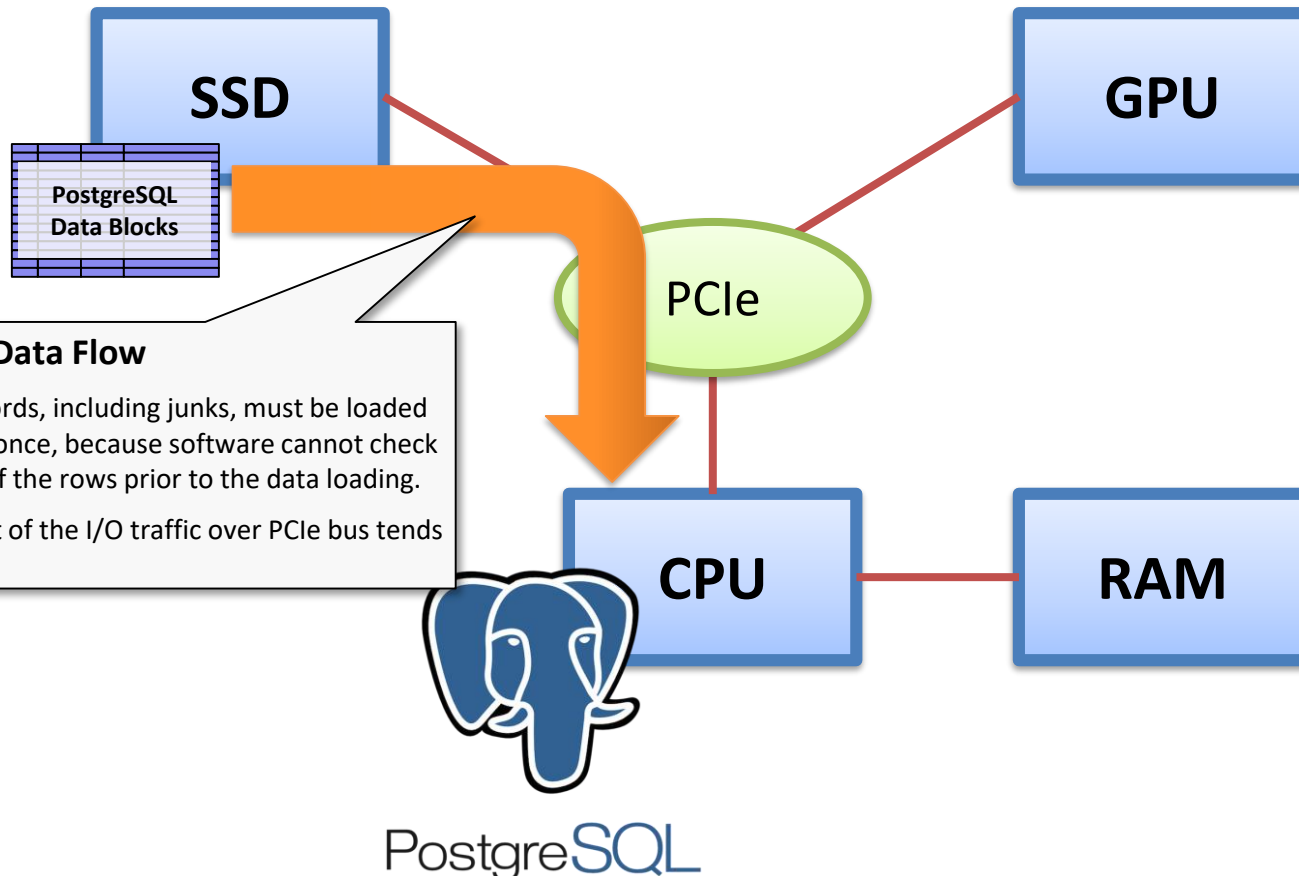 SSD
GPU
PostgreSQL
Data Blocks
PCIe
Data Flow
including junks, must be loaded
once, because software cannot check
of the rows prior to the data loading.
of the I/O traffic over PCIe bus tends
CPU
RAM
PostgreSQL